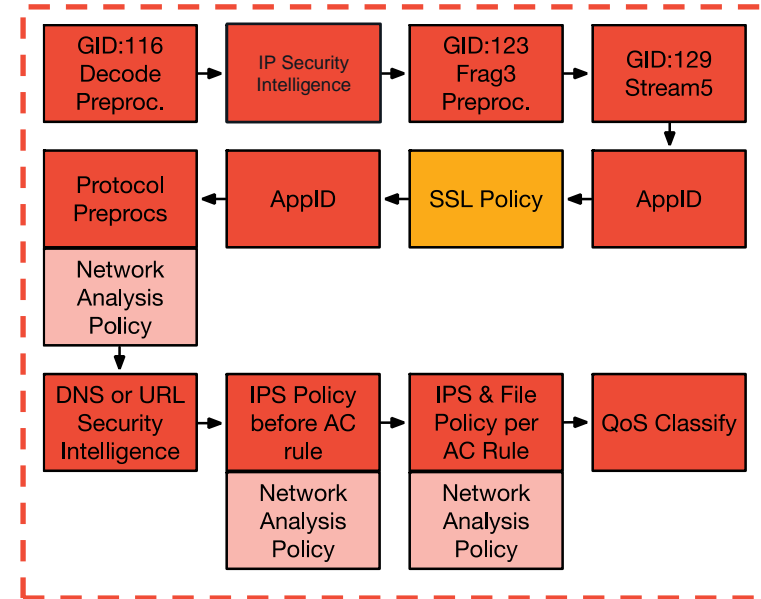 GID:116
Decode
Preproc.
IP Security
Intelligence
GID:123
Frag3
Preproc.
GID:129
Stream5
Protocol
Preprocs
AppID
SSL Policy
AppID
Network
Analysis
Policy
DNS or URL
Security
Intelligence
IPS Policy
before AC
rule
IPS & File
Policy per
AC Rule
QoS Classify
Network
Analysis
Policy
Network
Analysis
Policy